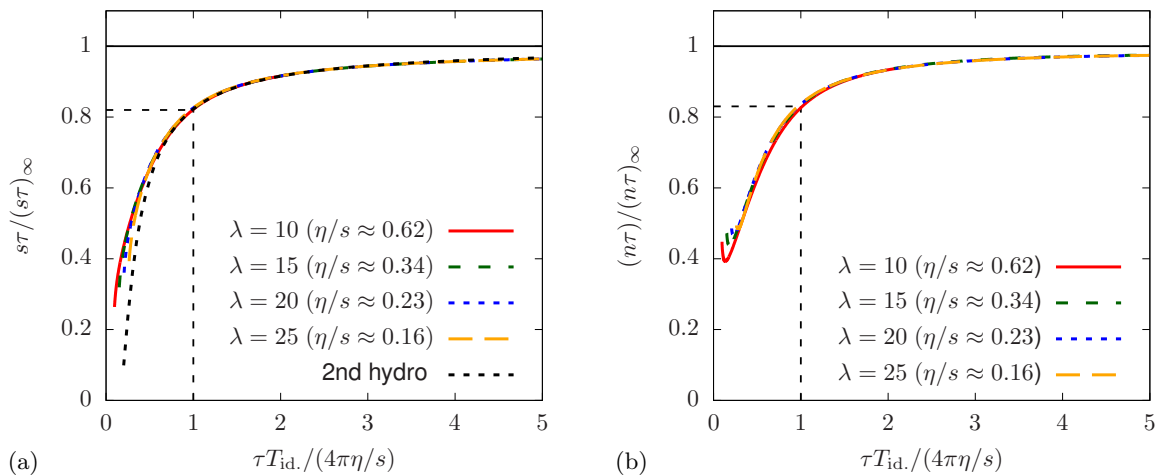 1
0.8
0.6
0.4
0.2
0
0 1 2 3 4 5
sτ/(sτ)∞
τT_id./(4πη/s)
λ = 10 (η/s ≈ 0.62)
λ = 15 (η/s ≈ 0.34)
λ = 20 (η/s ≈ 0.23)
λ = 25 (η/s ≈ 0.16)
2nd hydro
(a)
1
0.8
0.6
0.4
0.2
0
0 1 2 3 4 5
(nτ)/(nτ)∞
τT_id./(4πη/s)
λ = 10 (η/s ≈ 0.62)
λ = 15 (η/s ≈ 0.34)
λ = 20 (η/s ≈ 0.23)
λ = 25 (η/s ≈ 0.16)
(b)